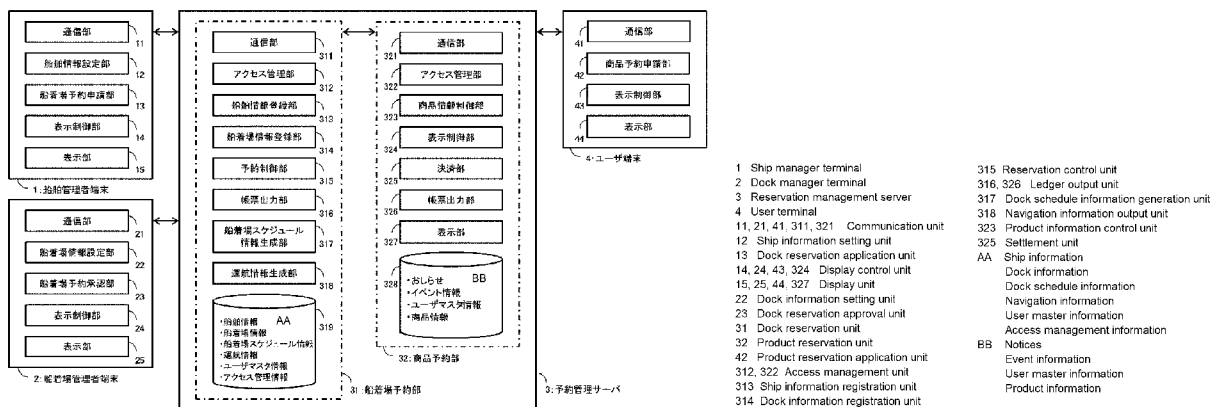 通信部
11
船舶情報設定部
12
船着場予約申請部
13
表示制御部
14
表示部
15
1:船舶管理者端末
通信部
21
船着場情報設定部
22
船着場予約承認部
23
表示制御部
24
表示部
25
2:船着場管理者端末
通信部
311
アクセス管理部
312
船舶情報登録部
313
船着場情報登録部
314
予約制御部
315
帳票出力部
316
船着場スケジュール
情報生成部
317
運航情報生成部
318
・船舶情報 AA
・船着場情報
・船着場スケジュール情報
・運航情報
・ユーザマスタ情報
・アクセス管理情報
319
31:船着場予約部
通信部
321
アクセス管理部
322
商品情報制御部
323
表示制御部
324
決済部
325
帳票出力部
326
表示部
327
328
・おしらせ BB
・イベント情報
・ユーザマスタ情報
・商品情報
32:商品予約部
3:予約管理サーバ
通信部
41
商品予約申請部
42
表示制御部
43
表示部
44
4:ユーザ端末
1 Ship manager terminal
2 Dock manager terminal
3 Reservation management server
4 User terminal
11, 21, 41, 311, 321 Communication unit
12 Ship information setting unit
13 Dock reservation application unit
14, 24, 43, 324 Display control unit
15, 25, 44, 327 Display unit
22 Dock information setting unit
23 Dock reservation approval unit
31 Dock reservation unit
32 Product reservation unit
42 Product reservation application unit
312, 322 Access management unit
313 Ship information registration unit
314 Dock information registration unit
315 Reservation control unit
316, 326 Ledger output unit
317 Dock schedule information generation unit
318 Navigation information output unit
323 Product information control unit
325 Settlement unit
AA Ship information
Dock information
Dock schedule information
Navigation information
User master information
Access management information
BB Notices
Event information
User master information
Product information